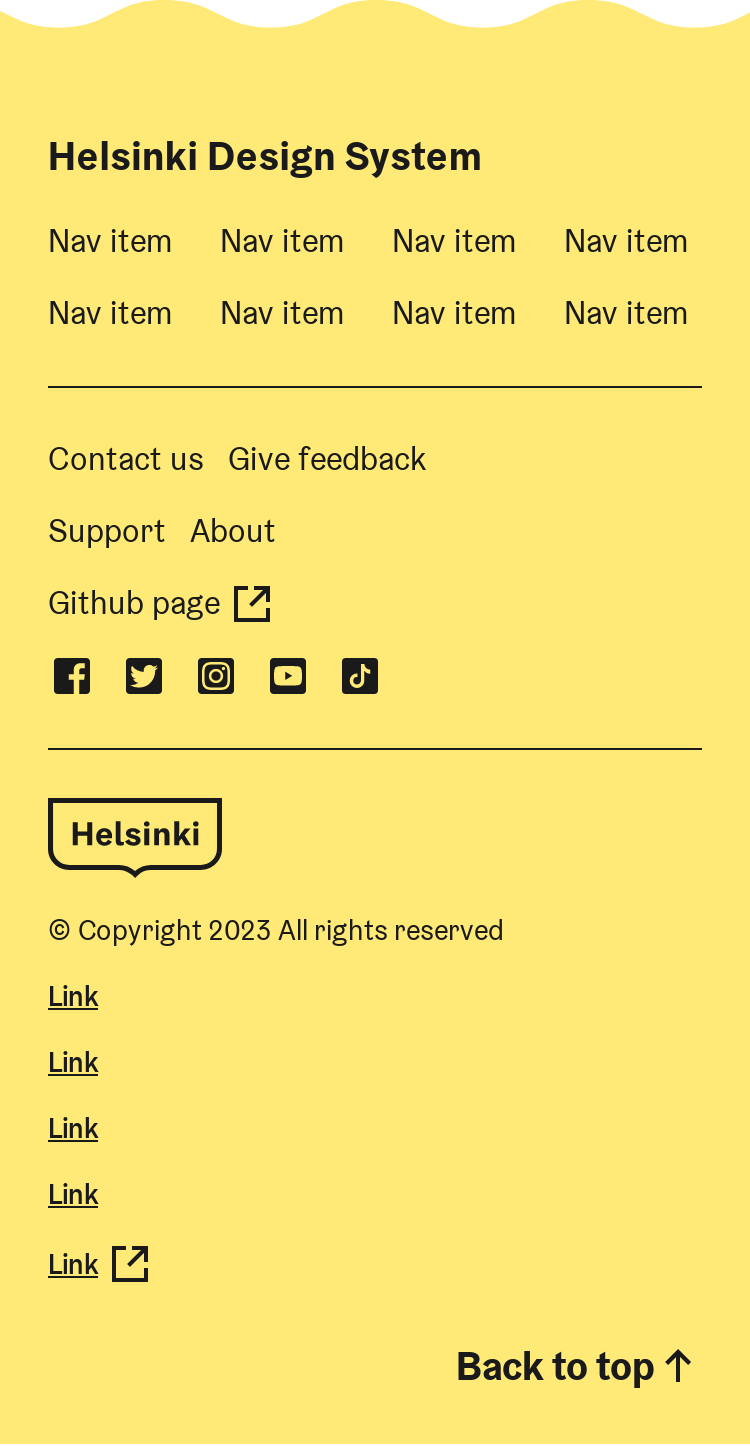 Helsinki Design System
Nav item Nav item Nav item Nav item
Nav item Nav item Nav item Nav item
Contact us Give feedback
Support About
Github page
Helsinki
© Copyright 2023 All rights reserved
Link
Link
Link
Link
Link
Back to top